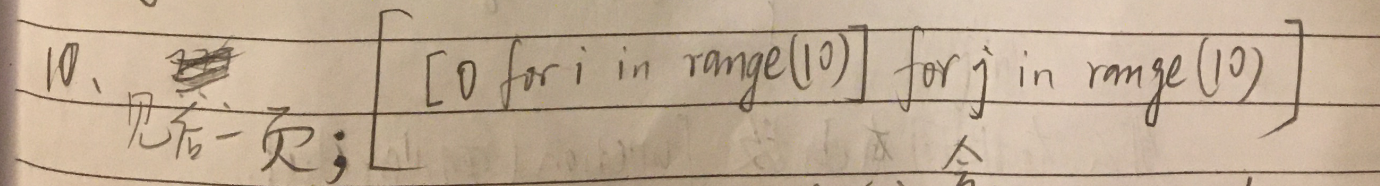 10、 [[0 for i in range(10)] for j in range(10)]
见后一页;